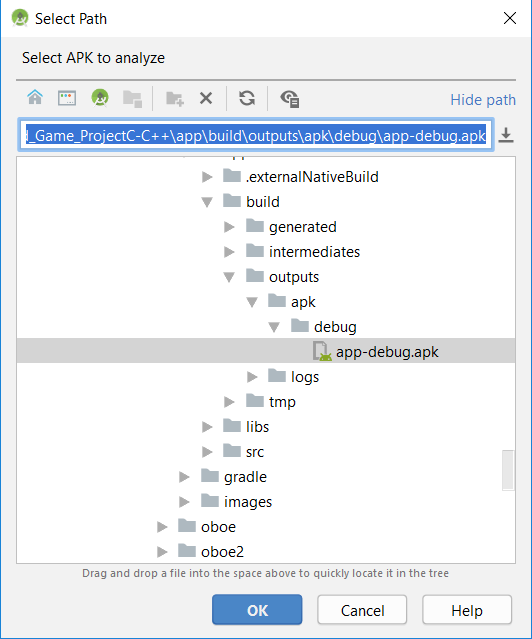 Select Path
Select APK to analyze
Hide path
_Game_ProjectC-C++\app\build\outputs\apk\debug\app-debug.apk
.externalNativeBuild
build
generated
intermediates
outputs
apk
debug
app-debug.apk
logs
tmp
libs
src
gradle
images
oboe
oboe2
Drag and drop a file into the space above to quickly locate it in the tree
OK
Cancel
Help